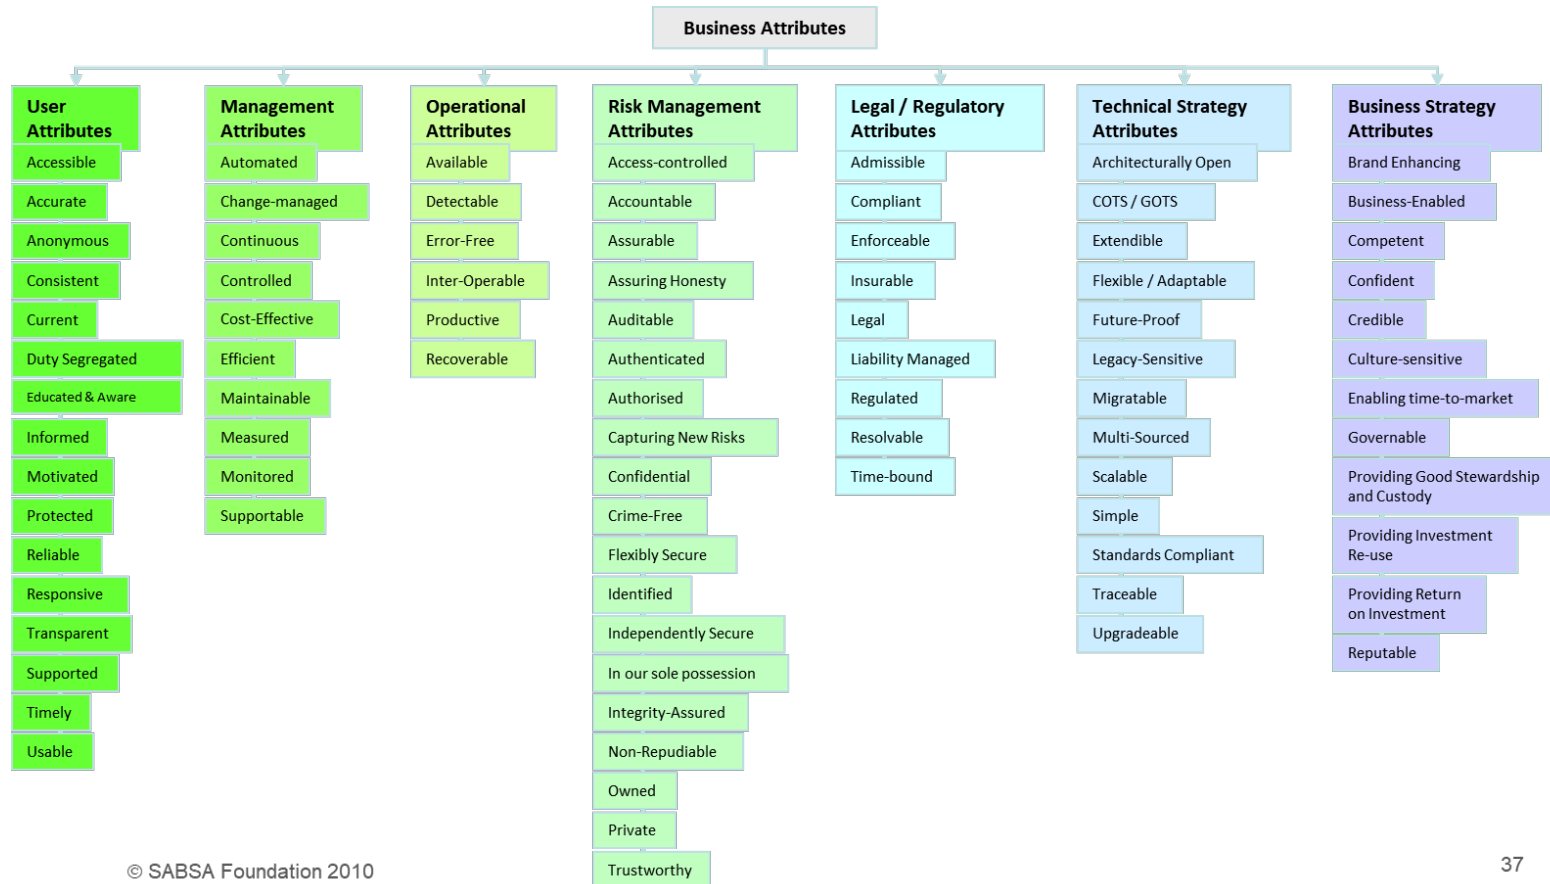 Business Attributes
User
Attributes
Accessible
Accurate
Anonymous
Consistent
Current
Duty Segregated
Educated & Aware
Informed
Motivated
Protected
Reliable
Responsive
Transparent
Supported
Timely
Usable
Management
Attributes
Automated
Change-managed
Continuous
Controlled
Cost-Effective
Efficient
Maintainable
Measured
Monitored
Supportable
Operational
Attributes
Available
Detectable
Error-Free
Inter-Operable
Productive
Recoverable
Risk Management
Attributes
Access-controlled
Accountable
Assurable
Assuring Honesty
Auditable
Authenticated
Authorised
Capturing New Risks
Confidential
Crime-Free
Flexibly Secure
Identified
Independently Secure
In our sole possession
Integrity-Assured
Non-Repudiable
Owned
Private
Trustworthy
Legal / Regulatory
Attributes
Admissible
Compliant
Enforceable
Insurable
Legal
Liability Managed
Regulated
Resolvable
Time-bound
Technical Strategy
Attributes
Architecturally Open
COTS / GOTS
Extendible
Flexible / Adaptable
Future-Proof
Legacy-Sensitive
Migratable
Multi-Sourced
Scalable
Simple
Standards Compliant
Traceable
Upgradeable
Business Strategy
Attributes
Brand Enhancing
Business-Enabled
Competent
Confident
Credible
Culture-sensitive
Enabling time-to-market
Governable
Providing Good Stewardship
and Custody
Providing Investment
Re-use
Providing Return
on Investment
Reputable
© SABSA Foundation 2010
37